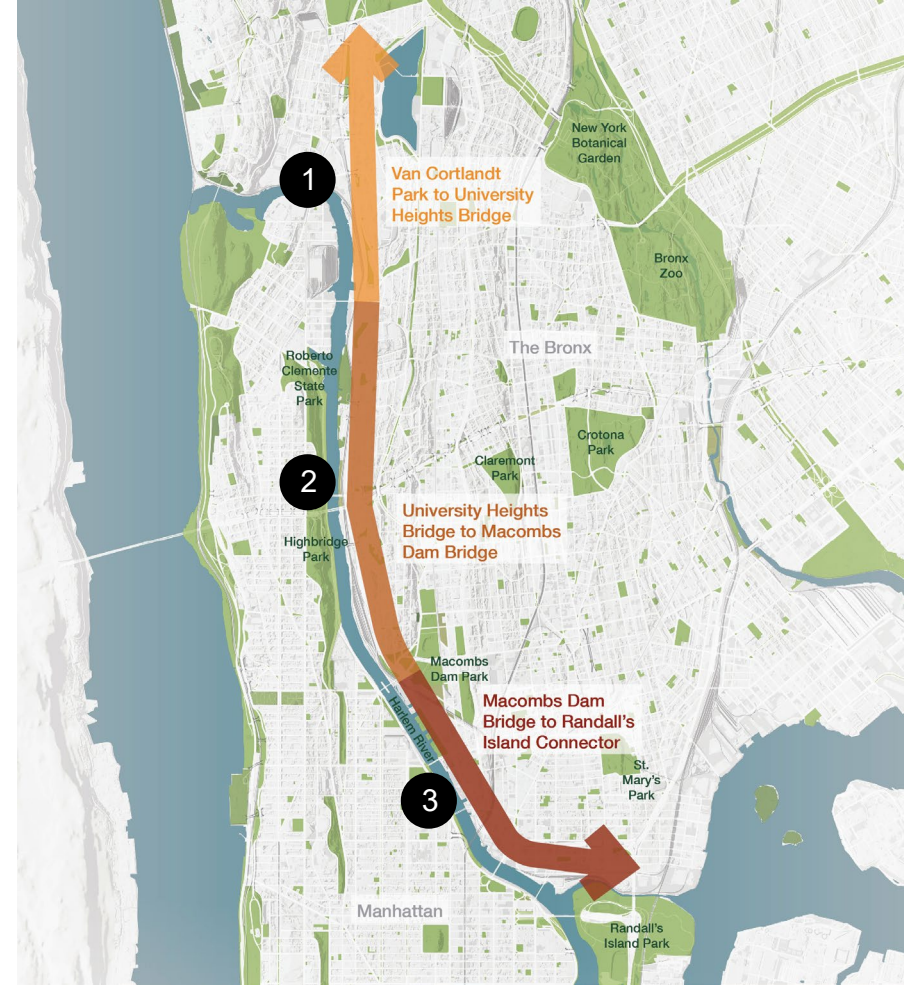 New York
Botanical
Garden
1
Van Cortlandt
Park to University
Heights Bridge
Bronx
Zoo
The Bronx
Roberto
Clemente
State
Park
Crotona
Park
Claremont
Park
2
University Heights
Bridge to Macombs
Dam Bridge
Highbridge
Park
Macombs
Dam Park
Macombs Dam
Bridge to Randall's
Island Connector
Harlem River
St.
Mary's
Park
3
Manhattan
Randall's
Island Park